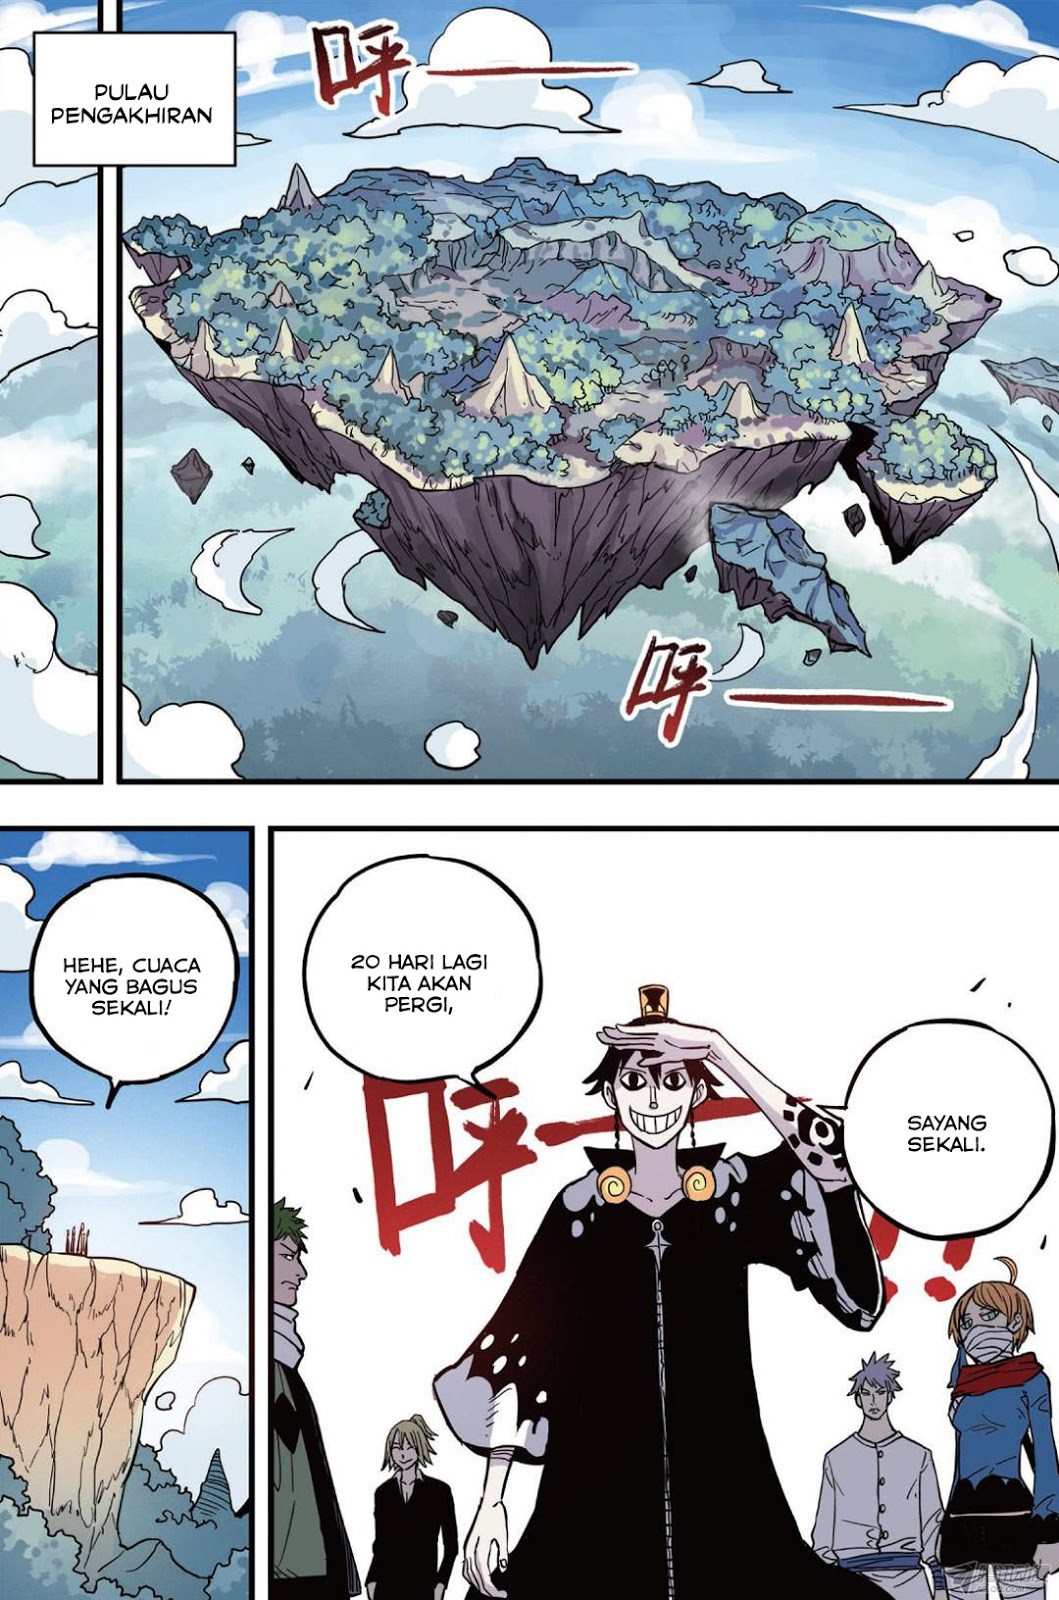 PULAU
PENGAKHIRAN
呼——
呼——
HEHE, CUACA
YANG BAGUS
SEKALI!
20 HARI LAGI
KITA AKAN
PERGI,
呼——!!
SAYANG
SEKALI.